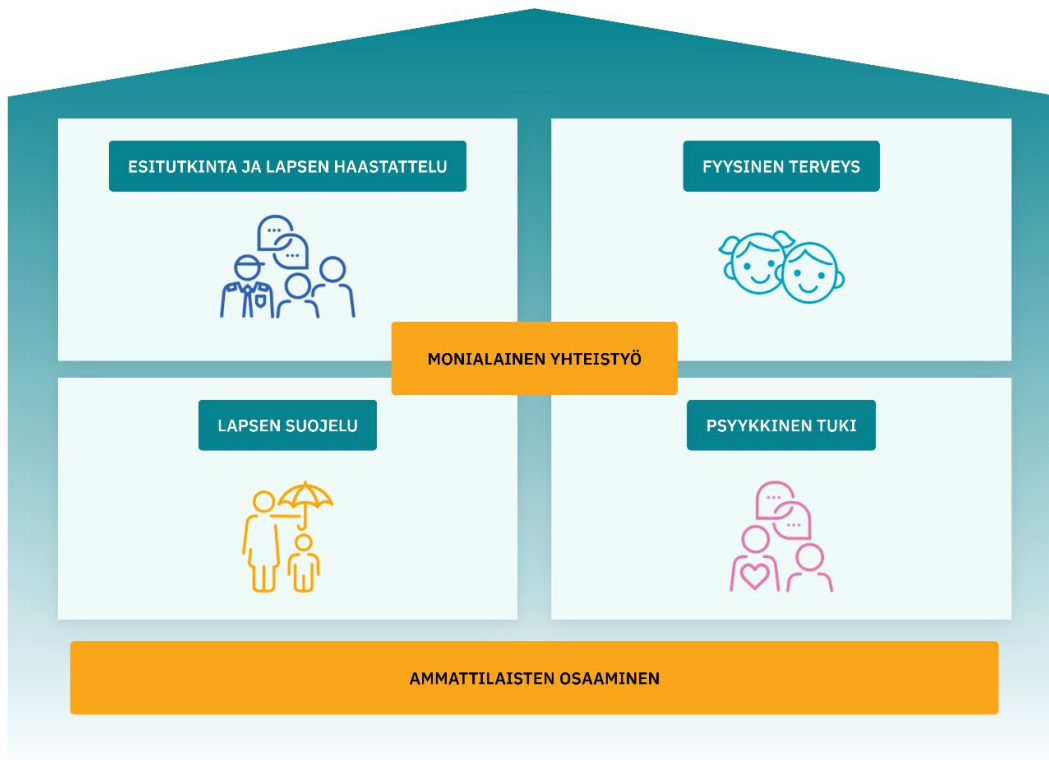 ESITUTKINTA JA LAPSEN HAASTATTELU
FYYSINEN TERVEYS
MONIALAINEN YHTEISTYÖ
LAPSEN SUOJELU
PSYYKKINEN TUKI
AMMATTILAISTEN OSAAMINEN